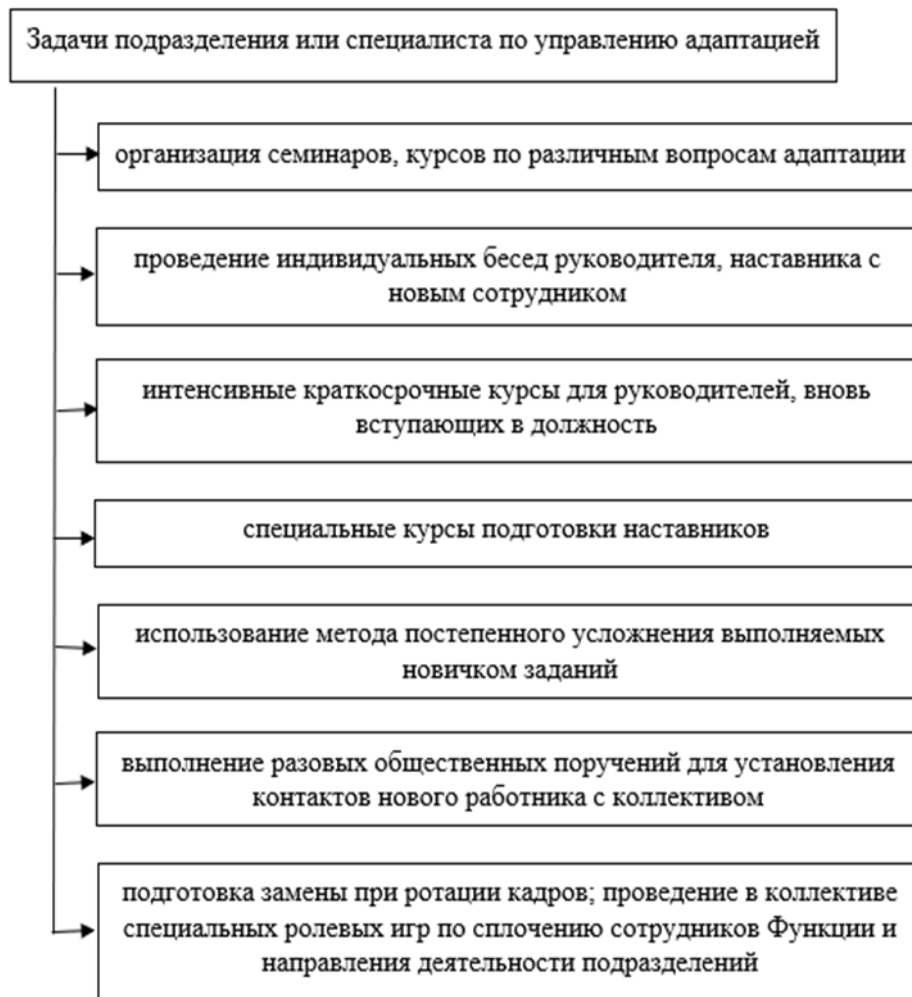 Задачи подразделения или специалиста по управлению адаптацией
организация семинаров, курсов по различным вопросам адаптации
проведение индивидуальных бесед руководителя, наставника с
новым сотрудником
интенсивные краткосрочные курсы для руководителей, вновь
вступающих в должность
специальные курсы подготовки наставников
использование метода постепенного усложнения выполняемых
новичком заданий
выполнение разовых общественных поручений для установления
контактов нового работника с коллективом
подготовка замены при ротации кадров; проведение в коллективе
специальных ролевых игр по сплочению сотрудников Функции и
направления деятельности подразделений